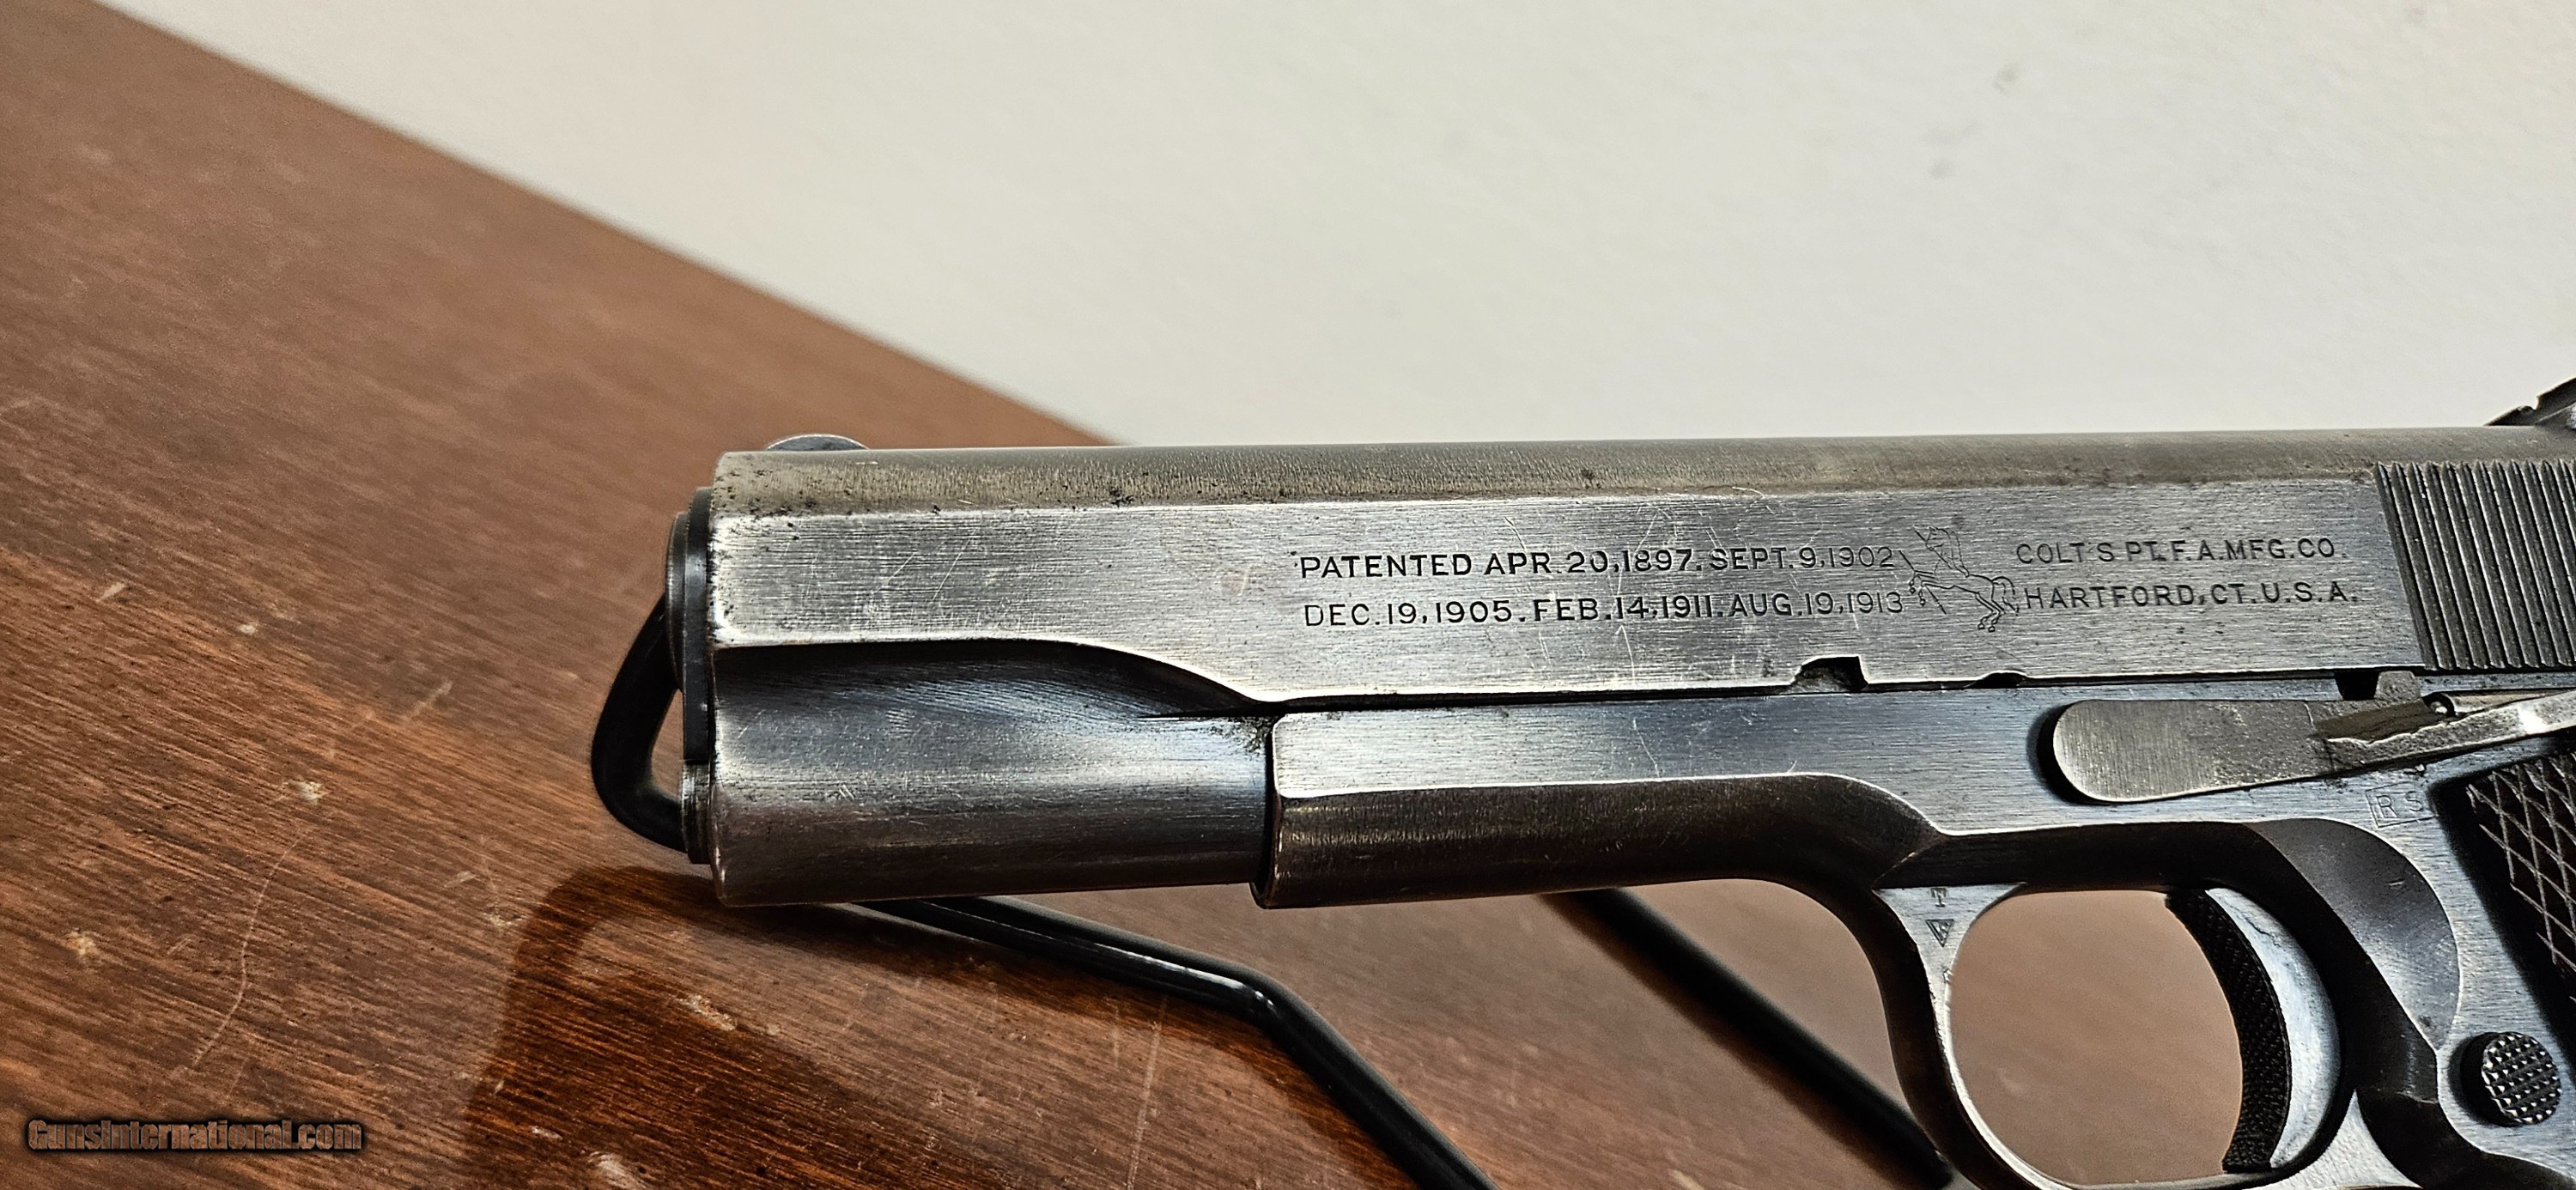 PATENTED APR.20,1897.SEPT.9,1902
DEC.19,1905.FEB.14,1911.AUG.19,1913
COLT'S PT.F.A.MFG.CO.
HARTFORD,CT.U.S.A.
RS
T
V
GunsInternational.com